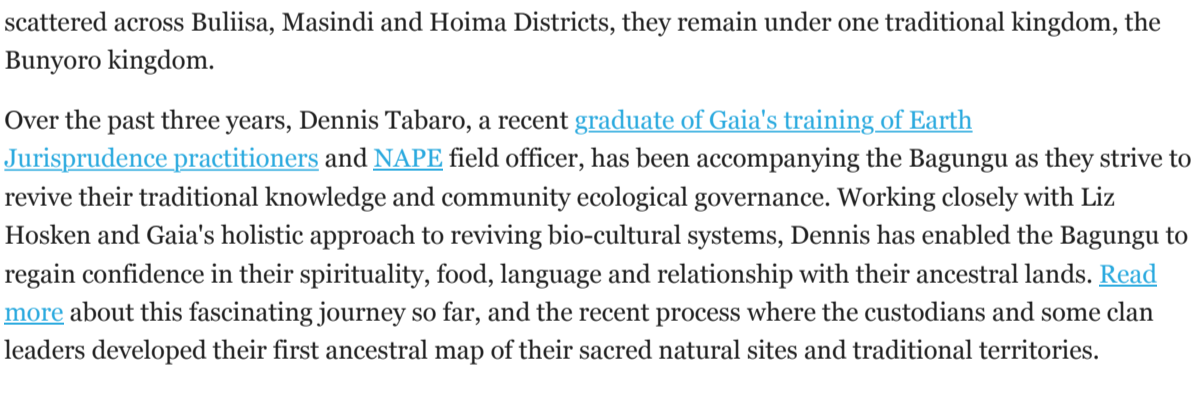 scattered across Buliisa, Masindi and Hoima Districts, they remain under one traditional kingdom, the
Bunyoro kingdom.
Over the past three years, Dennis Tabaro, a recent graduate of Gaia's training of Earth
Jurisprudence practitioners and NAPE field officer, has been accompanying the Bagungu as they strive to
revive their traditional knowledge and community ecological governance. Working closely with Liz
Hosken and Gaia's holistic approach to reviving bio-cultural systems, Dennis has enabled the Bagungu to
regain confidence in their spirituality, food, language and relationship with their ancestral lands. Read
more about this fascinating journey so far, and the recent process where the custodians and some clan
leaders developed their first ancestral map of their sacred natural sites and traditional territories.